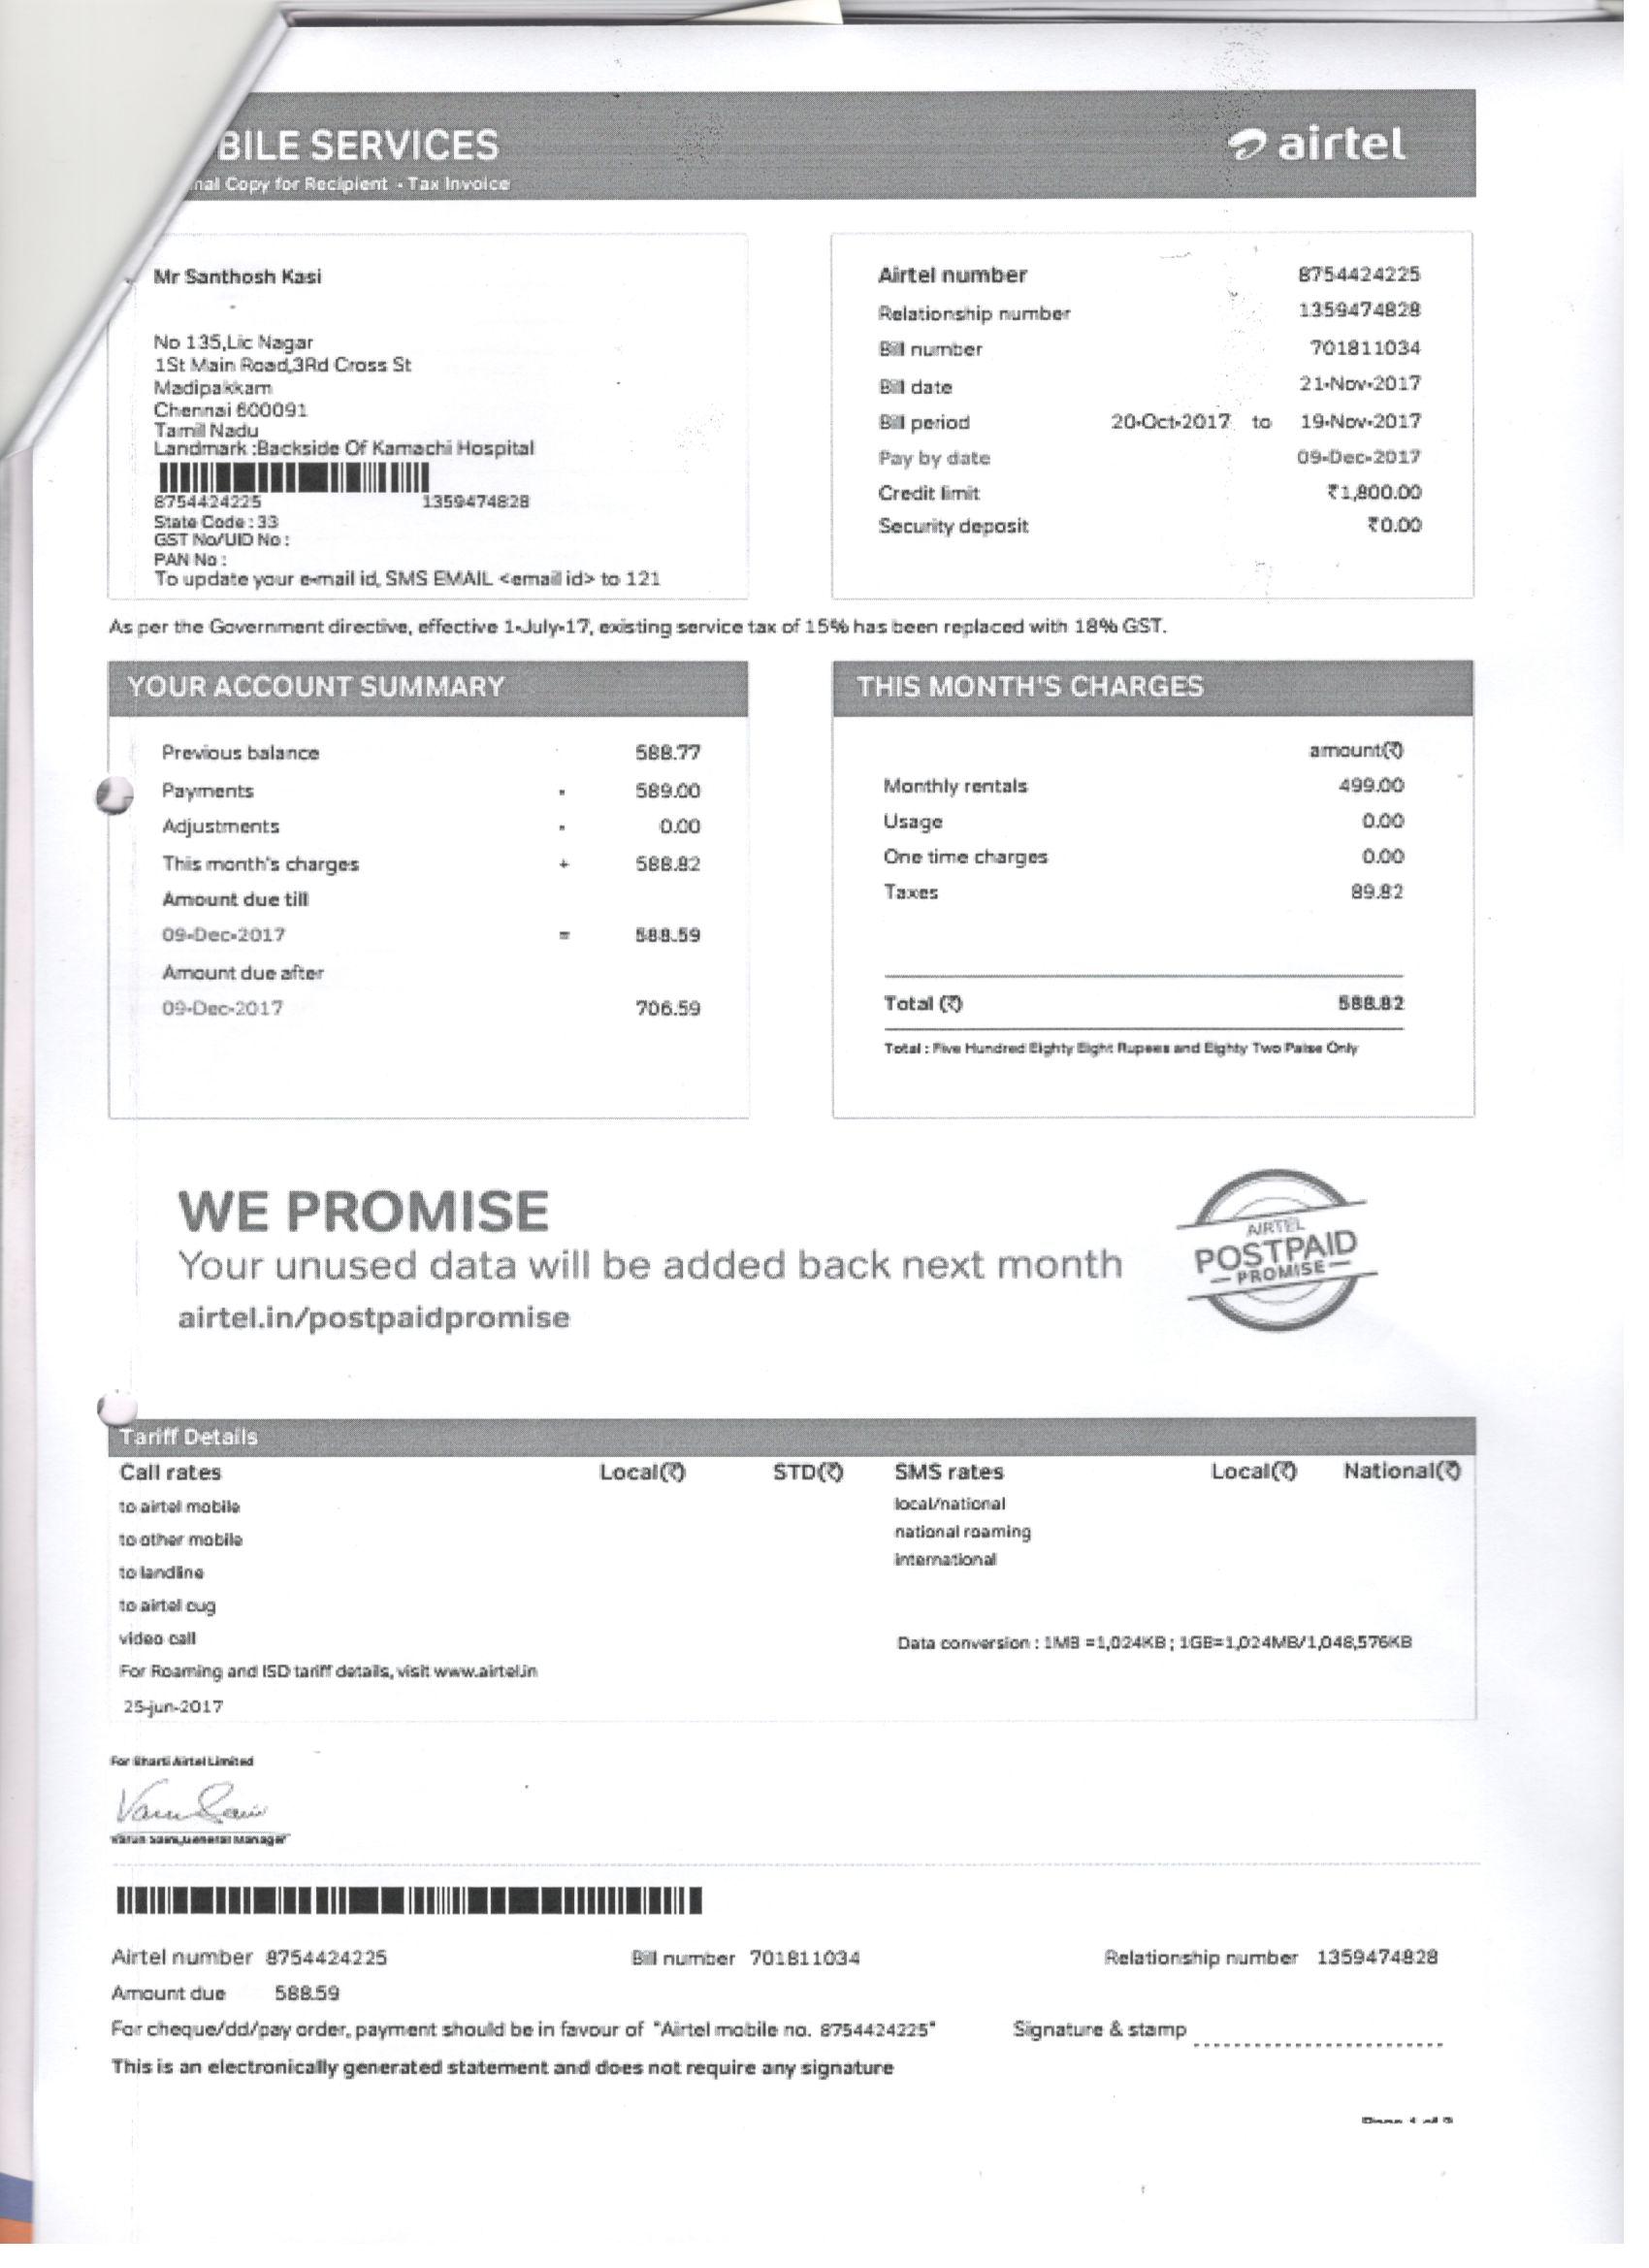 BILE SERVICES
airtel
nal Copy for Recipient - Tax Invoice
Mr Santhosh Kasi
No 135,Lic Nagar
1St Main Road,3Rd Cross St
Madipakkam
Chennai 600091
Tamil Nadu
Landmark :Backside Of Kamachi Hospital
8754424225 1359474828
State Code : 33
GST No/UID No :
PAN No :
To update your e-mail id, SMS EMAIL <email id> to 121
Airtel number 8754424225
Relationship number 1359474828
Bill number 701811034
Bill date 21-Nov-2017
Bill period 20-Oct-2017 to 19-Nov-2017
Pay by date 09-Dec-2017
Credit limit ₹1,800.00
Security deposit ₹0.00
As per the Government directive, effective 1-July-17, existing service tax of 15% has been replaced with 18% GST.
YOUR ACCOUNT SUMMARY
Previous balance 588.77
Payments - 589.00
Adjustments - 0.00
This month's charges + 588.82
Amount due till
09-Dec-2017 = 588.59
Amount due after
09-Dec-2017 706.59
THIS MONTH'S CHARGES
amount(₹)
Monthly rentals 499.00
Usage 0.00
One time charges 0.00
Taxes 89.82
Total (₹) 588.82
Total : Five Hundred Eighty Eight Rupees and Eighty Two Paise Only
WE PROMISE
Your unused data will be added back next month
airtel.in/postpaidpromise
AIRTEL
POSTPAID
PROMISE
Tariff Details
Call rates Local(₹) STD(₹)
to airtel mobile
to other mobile
to landline
to airtel cug
video call
For Roaming and ISD tariff details, visit www.airtel.in
25-jun-2017
SMS rates Local(₹) National(₹)
local/national
national roaming
international
Data conversion : 1MB =1,024KB ; 1GB=1,024MB/1,048,576KB
For Bharti Airtel Limited
Varun Saini,General Manager
Airtel number 8754424225 Bill number 701811034 Relationship number 1359474828
Amount due 588.59
For cheque/dd/pay order, payment should be in favour of "Airtel mobile no. 8754424225" Signature & stamp
This is an electronically generated statement and does not require any signature